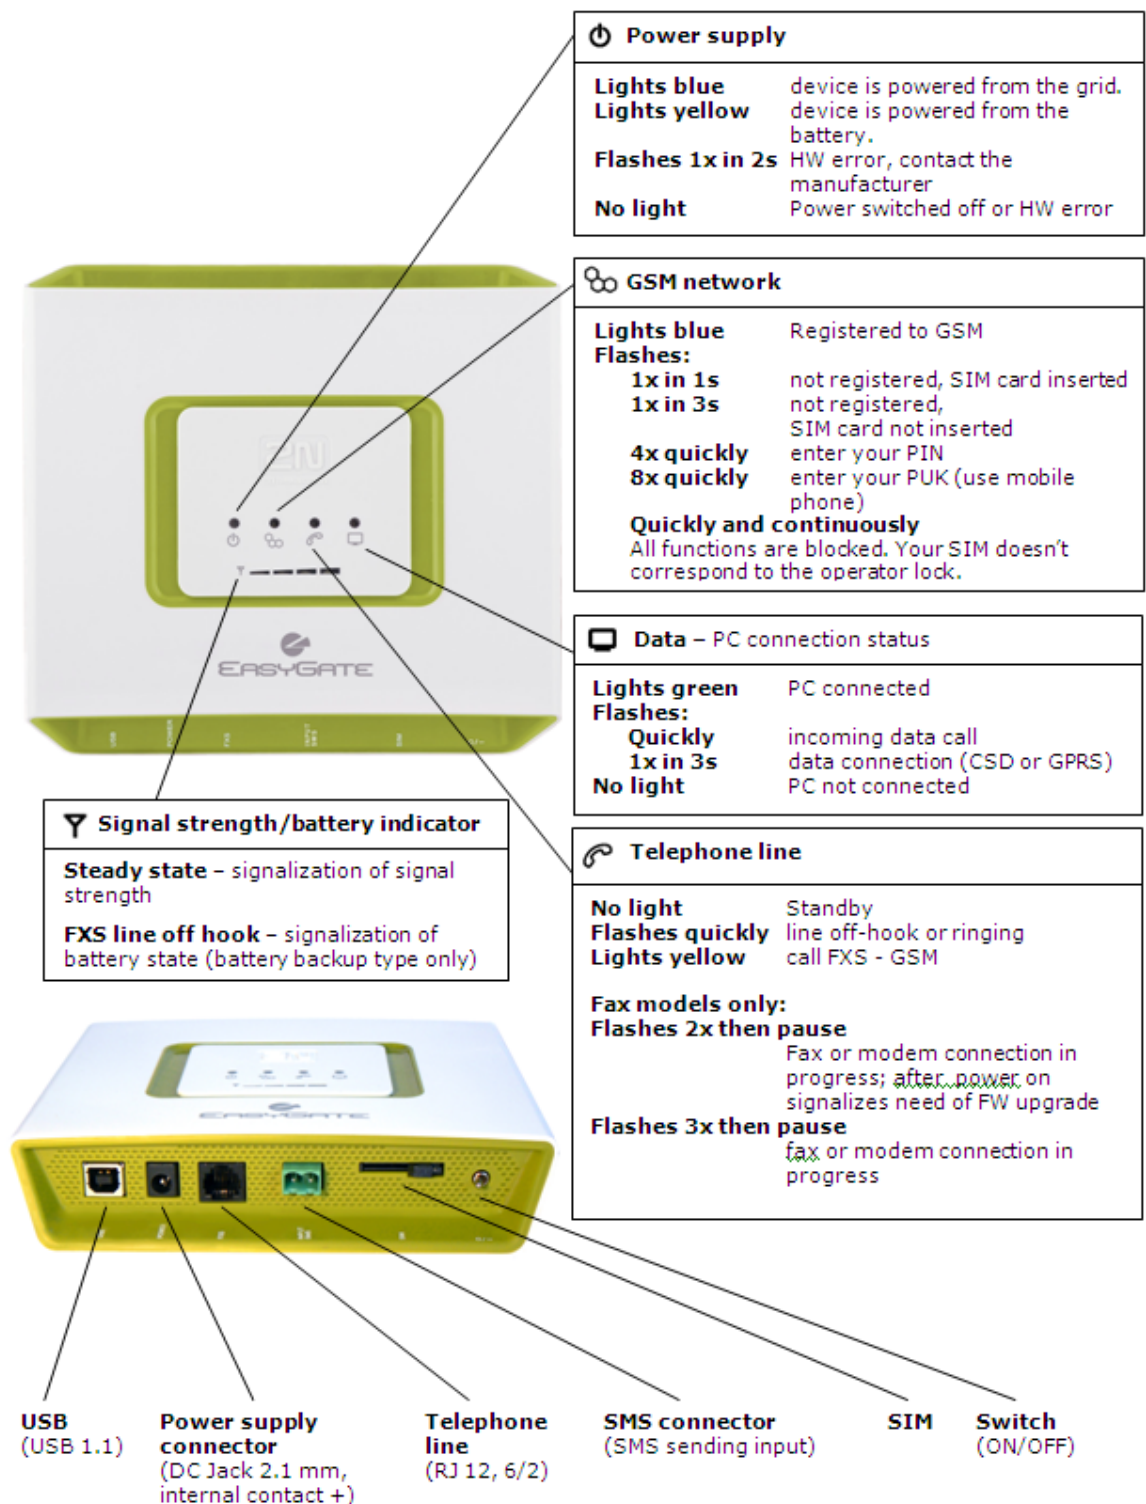 Power supply
Lights blue device is powered from the grid.
Lights yellow device is powered from the
battery.
Flashes 1x in 2s HW error, contact the
manufacturer
No light Power switched off or HW error
GSM network
Lights blue Registered to GSM
Flashes:
1x in 1s not registered, SIM card inserted
1x in 3s not registered,
SIM card not inserted
4x quickly enter your PIN
8x quickly enter your PUK (use mobile
phone)
Quickly and continuously
All functions are blocked. Your SIM doesn't
correspond to the operator lock.
2N
EASYGATE
USB
POWER
FXS
INPUT
SMS
SIM
Data – PC connection status
Lights green PC connected
Flashes:
Quickly incoming data call
1x in 3s data connection (CSD or GPRS)
No light PC not connected
Signal strength/battery indicator
Steady state – signalization of signal
strength
FXS line off hook – signalization of
battery state (battery backup type only)
Telephone line
No light Standby
Flashes quickly line off-hook or ringing
Lights yellow call FXS - GSM
Fax models only:
Flashes 2x then pause
Fax or modem connection in
progress; after power on
signalizes need of FW upgrade
Flashes 3x then pause
fax or modem connection in
progress
EASYGATE
USB
(USB 1.1)
Power supply
connector
(DC Jack 2.1 mm,
internal contact +)
Telephone
line
(RJ 12, 6/2)
SMS connector
(SMS sending input)
SIM
Switch
(ON/OFF)